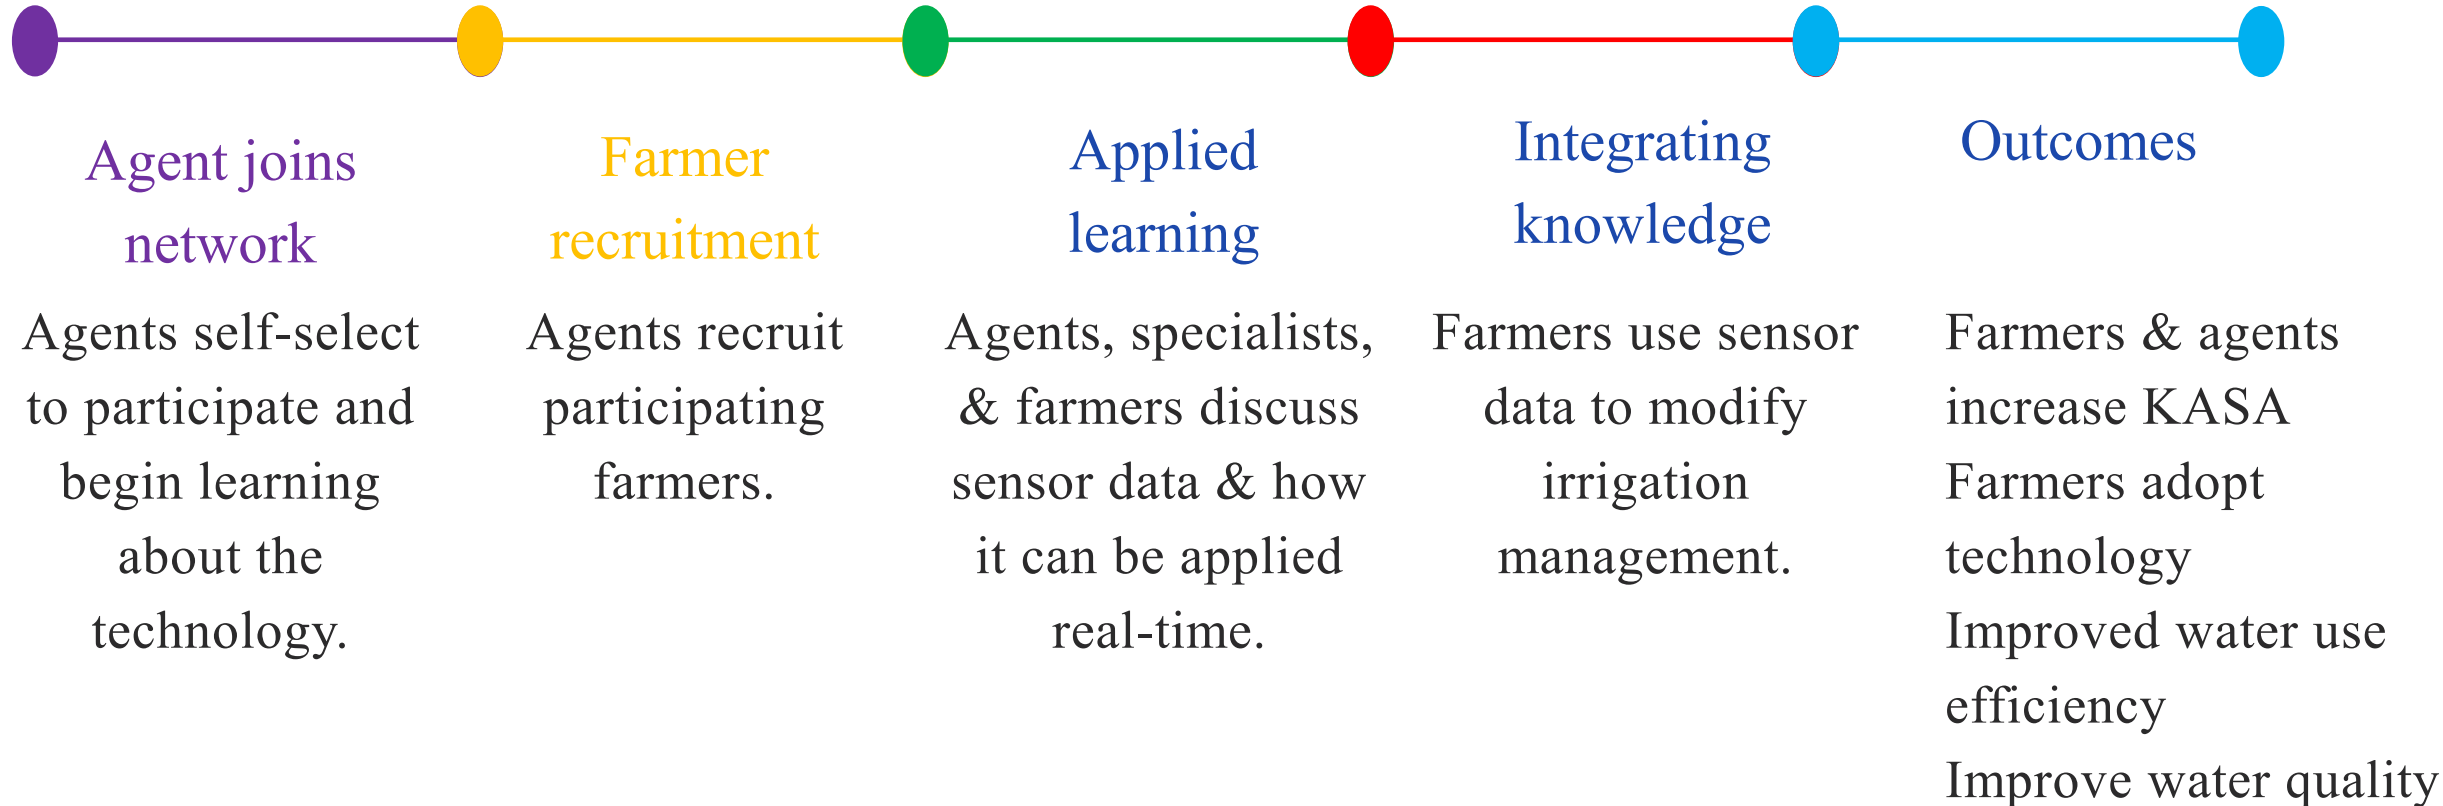 Agent joins
network
Agents self-select
to participate and
begin learning
about the
technology.
Farmer
recruitment
Agents recruit
participating
farmers.
Applied
learning
Agents, specialists,
& farmers discuss
sensor data & how
it can be applied
real-time.
Integrating
knowledge
Farmers use sensor
data to modify
irrigation
management.
Outcomes
Farmers & agents
increase KASA
Farmers adopt
technology
Improved water use
efficiency
Improve water quality